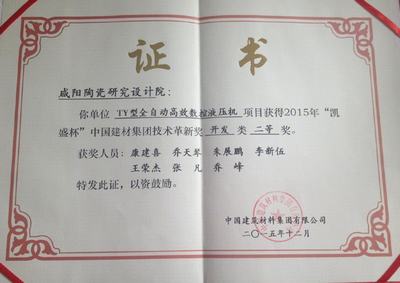 证书
咸阳陶瓷研究设计院：
你单位 TY型全自动高效数控液压机 项目获得2015年“凯
盛杯”中国建材集团技术革新奖 开发 类 二等 奖。
获奖人员：康建喜 乔天琴 朱展鹏 李新伍
王荣杰 张凡 乔峰
特发此证，以资鼓励。
中国建筑材料集团有限公司
二〇一五年十二月